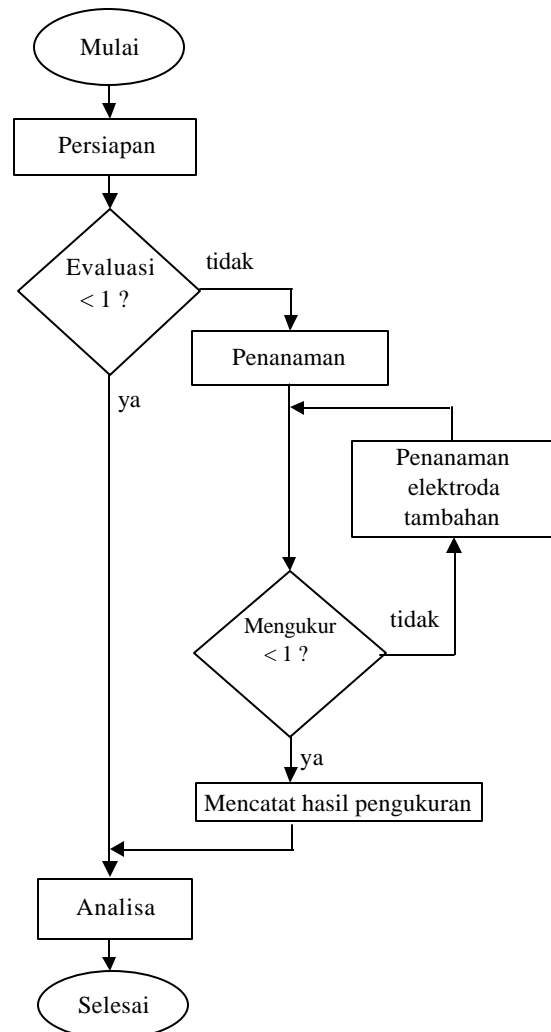 Mulai
Persiapan
Evaluasi
< 1 ?
tidak
Penanaman
ya
Penanaman
elektroda
tambahan
Mengukur
< 1 ?
tidak
ya
Mencatat hasil pengukuran
Analisa
Selesai